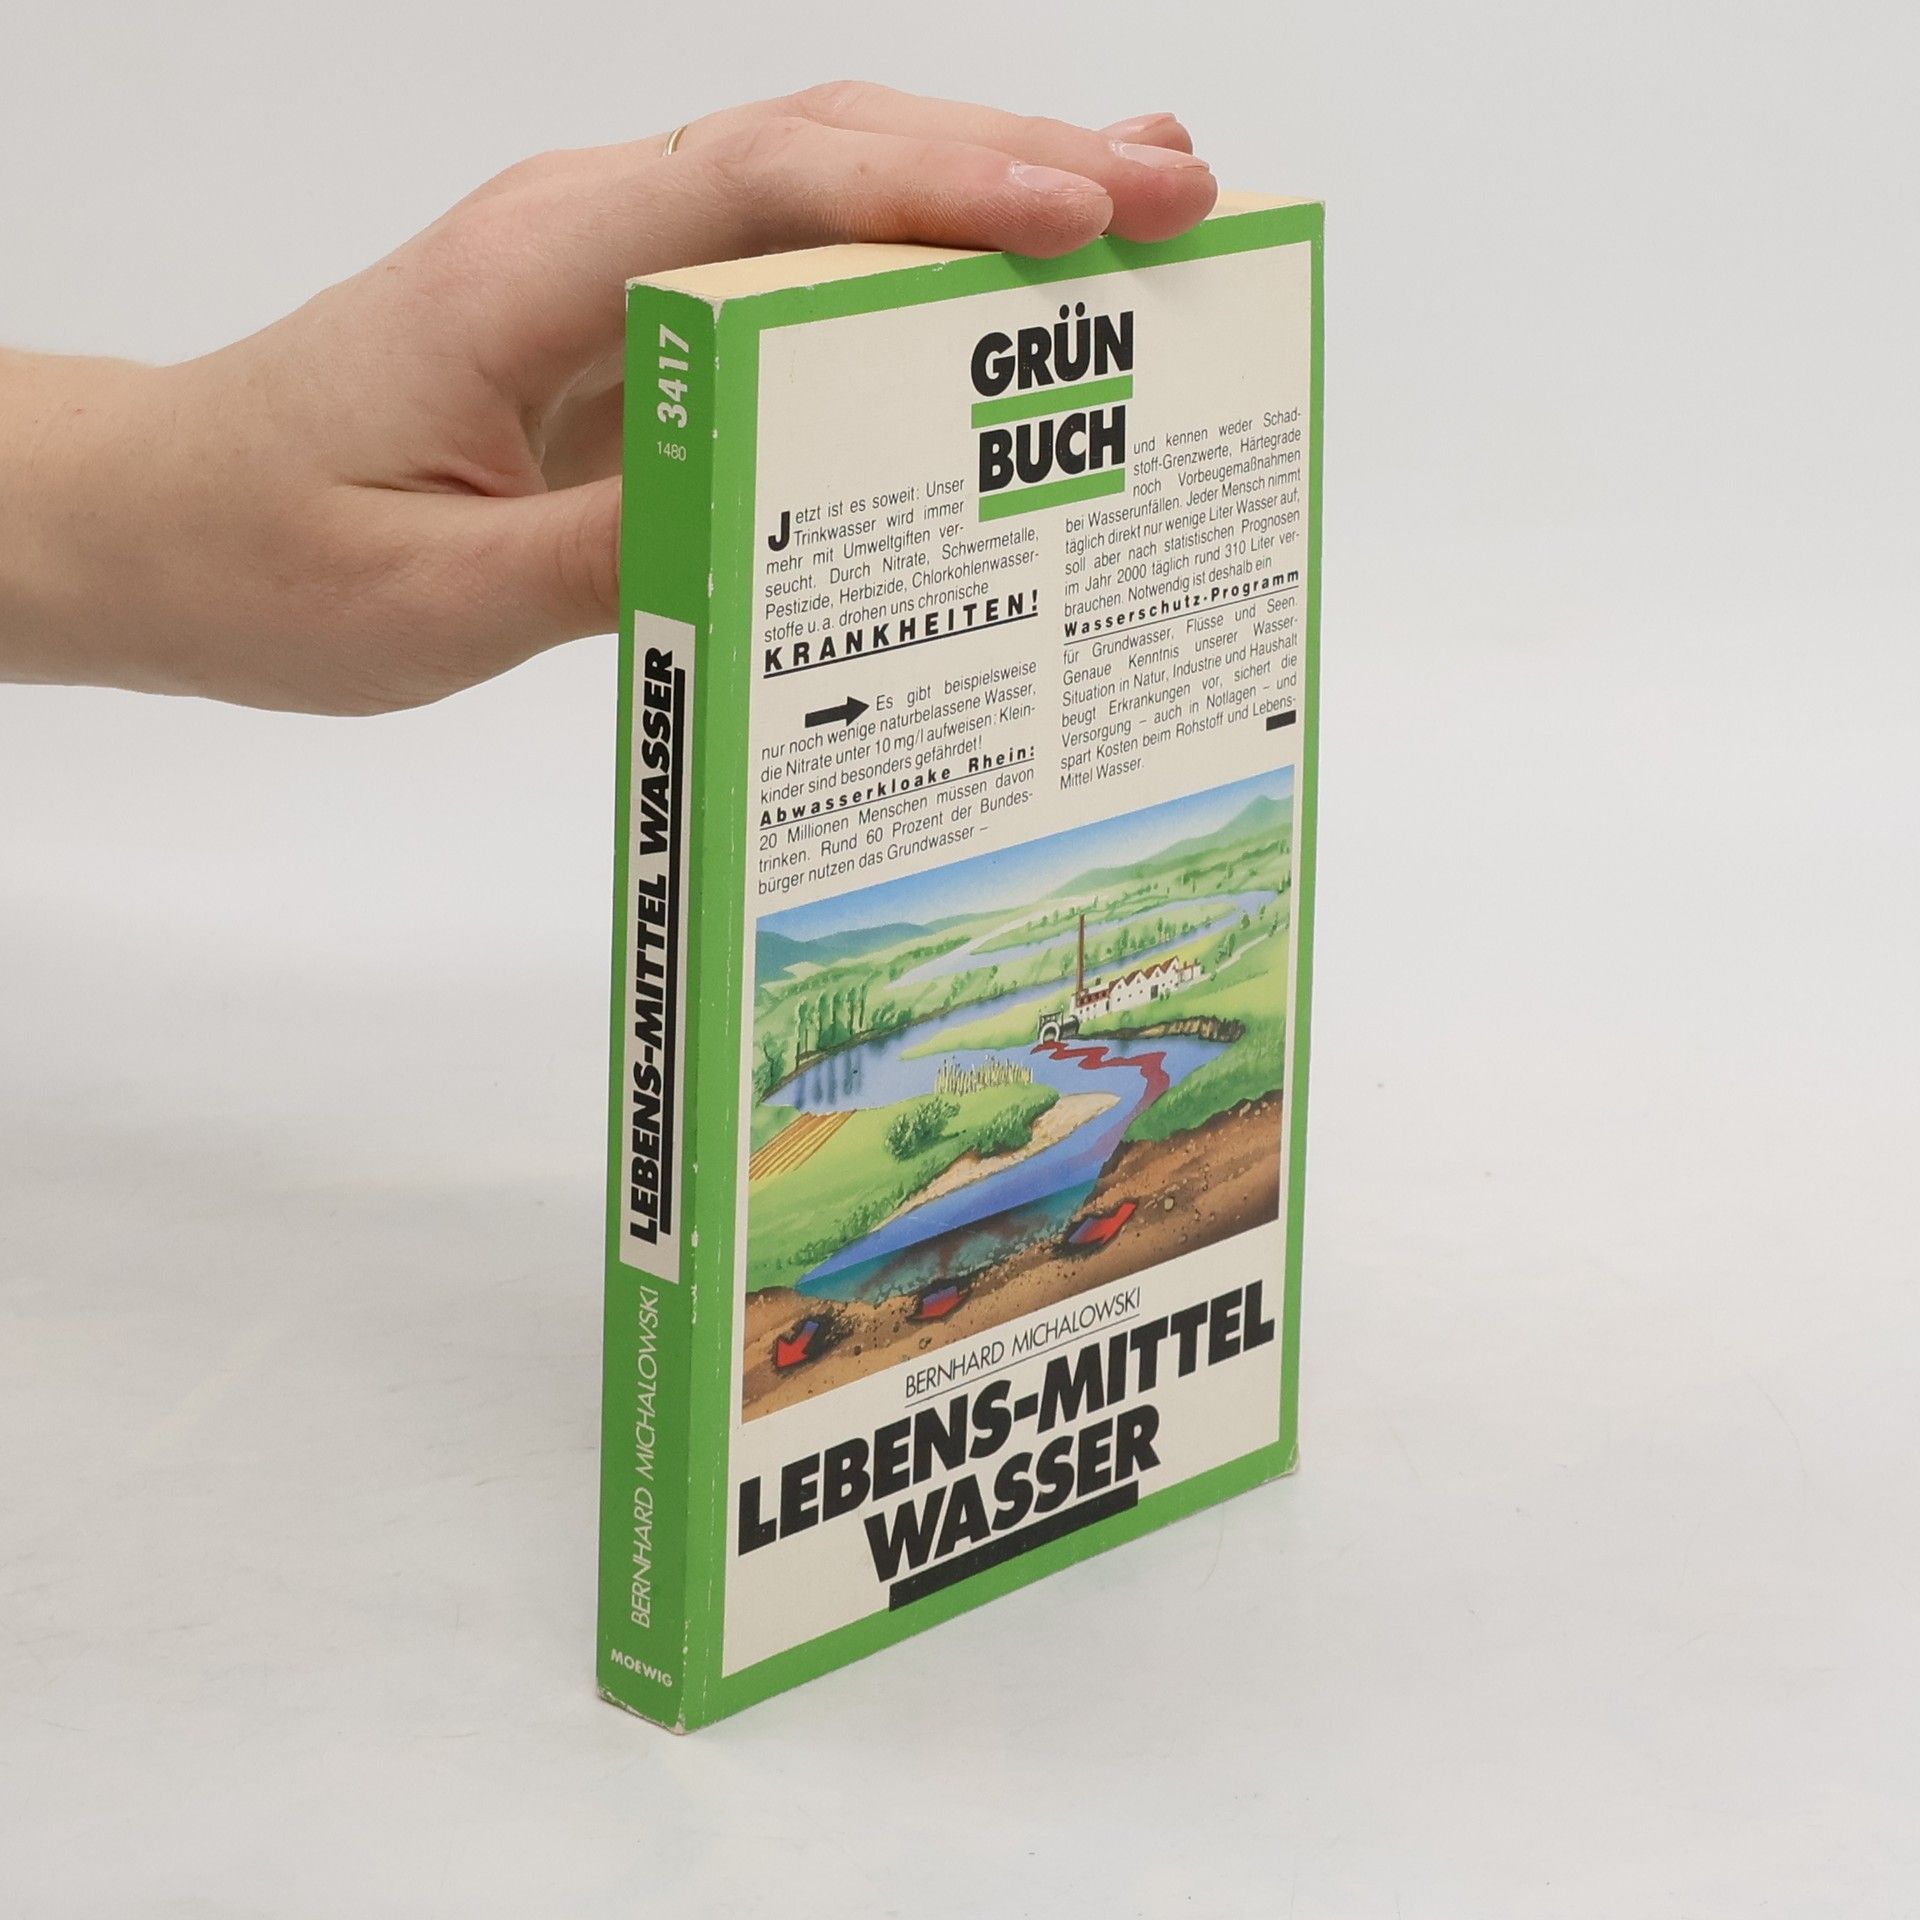 3417
1480
LEBENS-MITTEL WASSER
BERNHARD MICHALOWSKI
MOEWIG
GRÜN
BUCH
Jetzt ist es soweit: Unser
Trinkwasser wird immer
mehr mit Umweltgiften ver-
seucht. Durch Nitrate, Schwermetalle,
Pestizide, Herbizide, Chlorkohlenwasser-
stoffe u. a. drohen uns chronische
KRANKHEITEN!
Es gibt beispielsweise
nur noch wenige naturbelassene Wasser,
die Nitrate unter 10 mg/l aufweisen: Klein-
kinder sind besonders gefährdet!
Abwasserkloake Rhein:
20 Millionen Menschen müssen davon
trinken. Rund 60 Prozent der Bundes-
bürger nutzen das Grundwasser –
und kennen weder Schad-
stoff-Grenzwerte, Härtegrade
noch Vorbeugemaßnahmen
bei Wasserunfällen. Jeder Mensch nimmt
täglich direkt nur wenige Liter Wasser auf,
soll aber nach statistischen Prognosen
im Jahr 2000 täglich rund 310 Liter ver-
brauchen. Notwendig ist deshalb ein
Wasserschutz-Programm
für Grundwasser, Flüsse und Seen.
Genaue Kenntnis unserer Wasser-
Situation in Natur, Industrie und Haushalt
beugt Erkrankungen vor, sichert die
Versorgung – auch in Notlagen – und
spart Kosten beim Rohstoff und Lebens-
Mittel Wasser.
BERNHARD MICHALOWSKI
LEBENS-MITTEL
WASSER